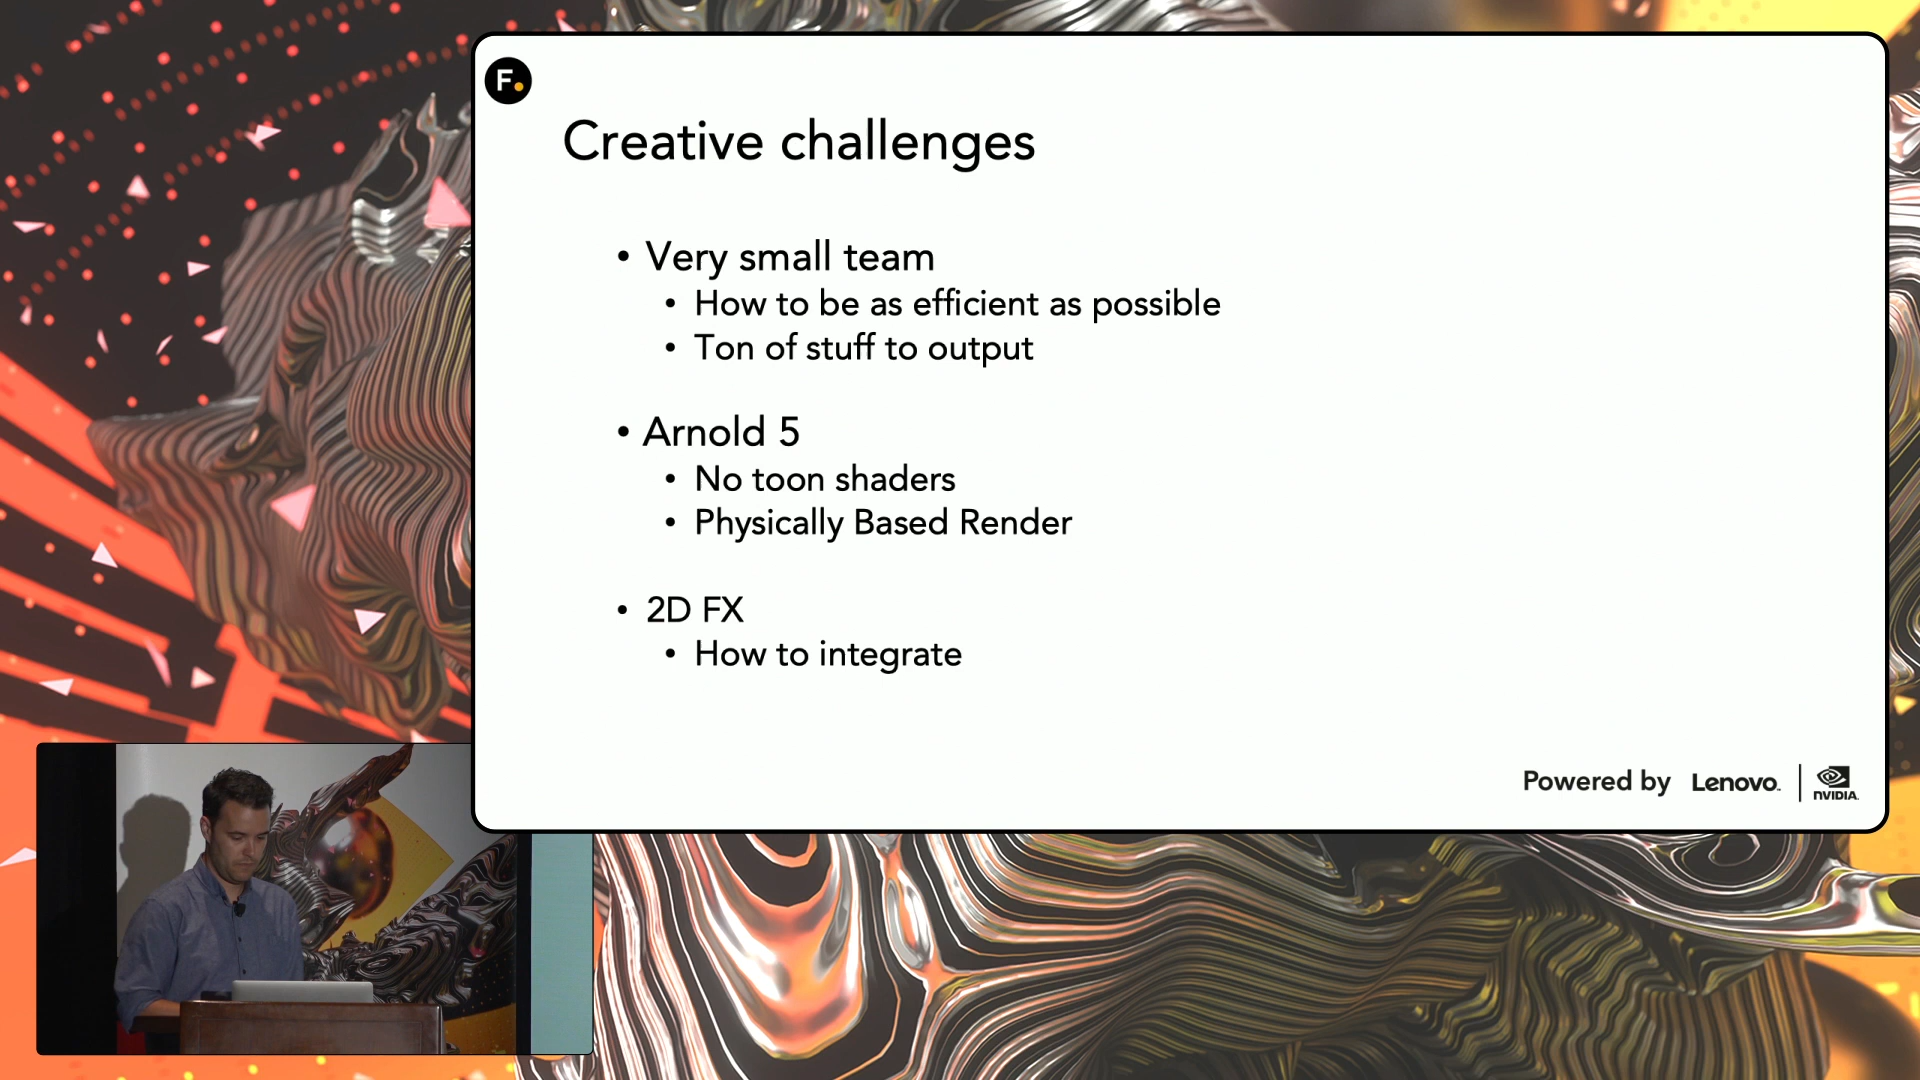 F.
Creative challenges
• Very small team
• How to be as efficient as possible
• Ton of stuff to output
• Arnold 5
• No toon shaders
• Physically Based Render
• 2D FX
• How to integrate
Powered by Lenovo. | NVIDIA.